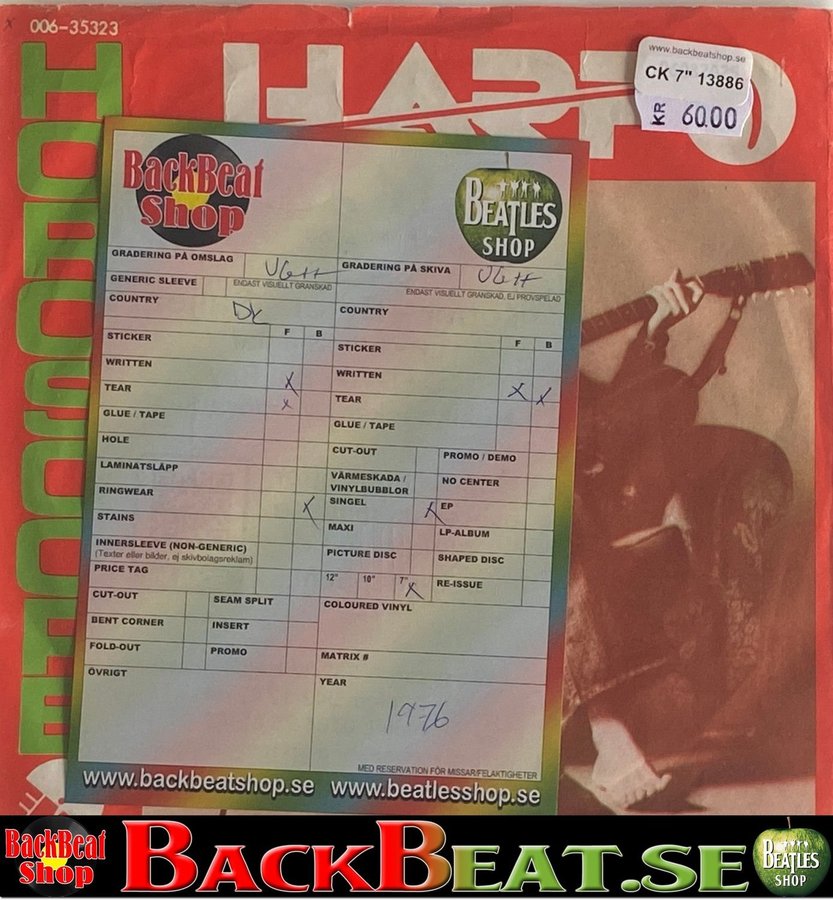 006-35323
HARPO
HOROSCOPE
www.backbeatshop.se
CK 7" 13886
KR 60.00
BackBeat
Shop
BEATLES
SHOP
GRADERING PÅ OMSLAG VG++
GRADERING PÅ SKIVA VG++
GENERIC SLEEVE ENDAST VISUELLT GRANSKAD
ENDAST VISUELLT GRANSKAD, EJ PROVSPELAD
COUNTRY DK
COUNTRY
F B
F B
STICKER
STICKER
WRITTEN X
WRITTEN X X
TEAR x
TEAR
GLUE / TAPE
GLUE / TAPE
HOLE
CUT-OUT PROMO / DEMO
LAMINATSLÄPP
VÄRMESKADA /
VINYLBUBBLOR NO CENTER
RINGWEAR X
SINGEL X EP
STAINS
MAXI LP-ALBUM
INNERSLEEVE (NON-GENERIC)
(Texter eller bilder, ej skivbolagsreklam)
PICTURE DISC SHAPED DISC
PRICE TAG
12" 10" 7" X RE-ISSUE
CUT-OUT SEAM SPLIT
COLOURED VINYL
BENT CORNER INSERT
FOLD-OUT PROMO
MATRIX #
ÖVRIGT
YEAR
1976
MED RESERVATION FÖR MISSAR/FELAKTIGHETER
www.backbeatshop.se www.beatlesshop.se
BackBeat
Shop
BACKBEAT.SE
BEATLES
SHOP